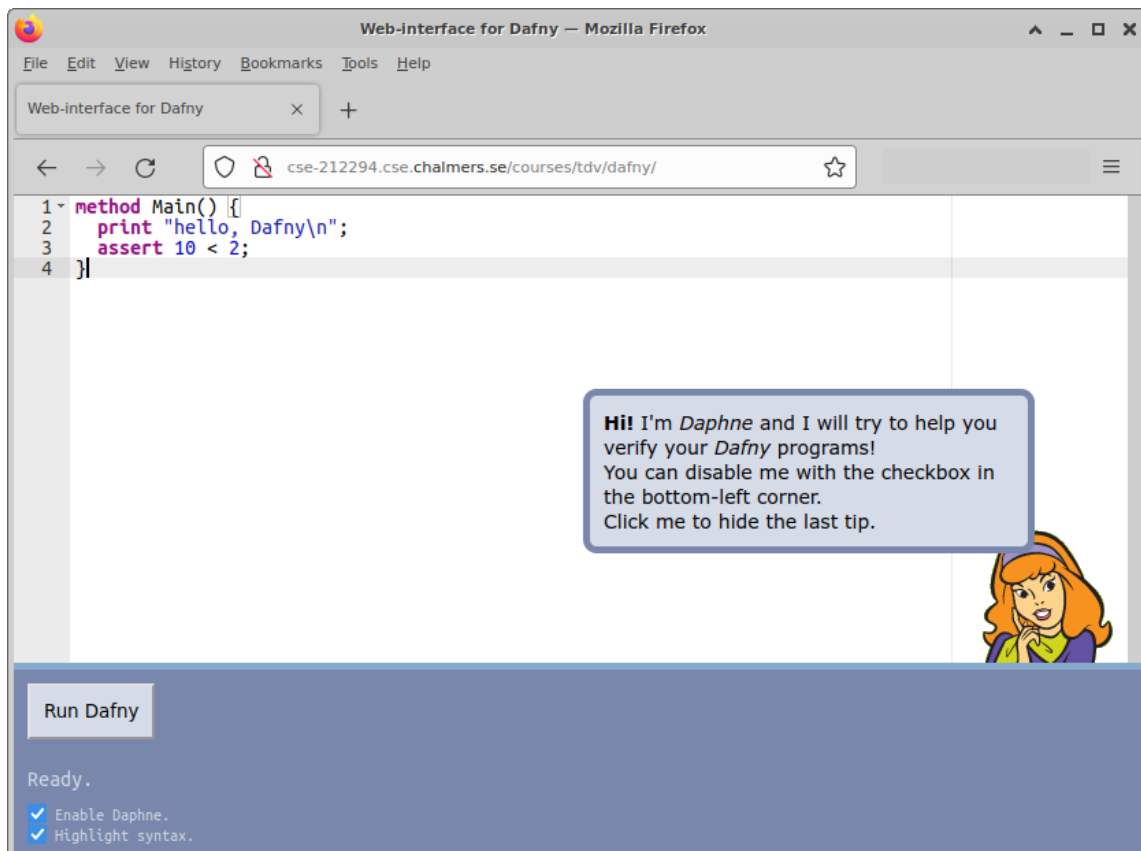 Web-interface for Dafny — Mozilla Firefox
File Edit View History Bookmarks Tools Help
Web-interface for Dafny
cse-212294.cse.chalmers.se/courses/tdv/dafny/
1 method Main() {
2 print "hello, Dafny\n";
3 assert 10 < 2;
4 }
Hi! I'm Daphne and I will try to help you
verify your Dafny programs!
You can disable me with the checkbox in
the bottom-left corner.
Click me to hide the last tip.
Run Dafny
Ready.
Enable Daphne.
Highlight syntax.